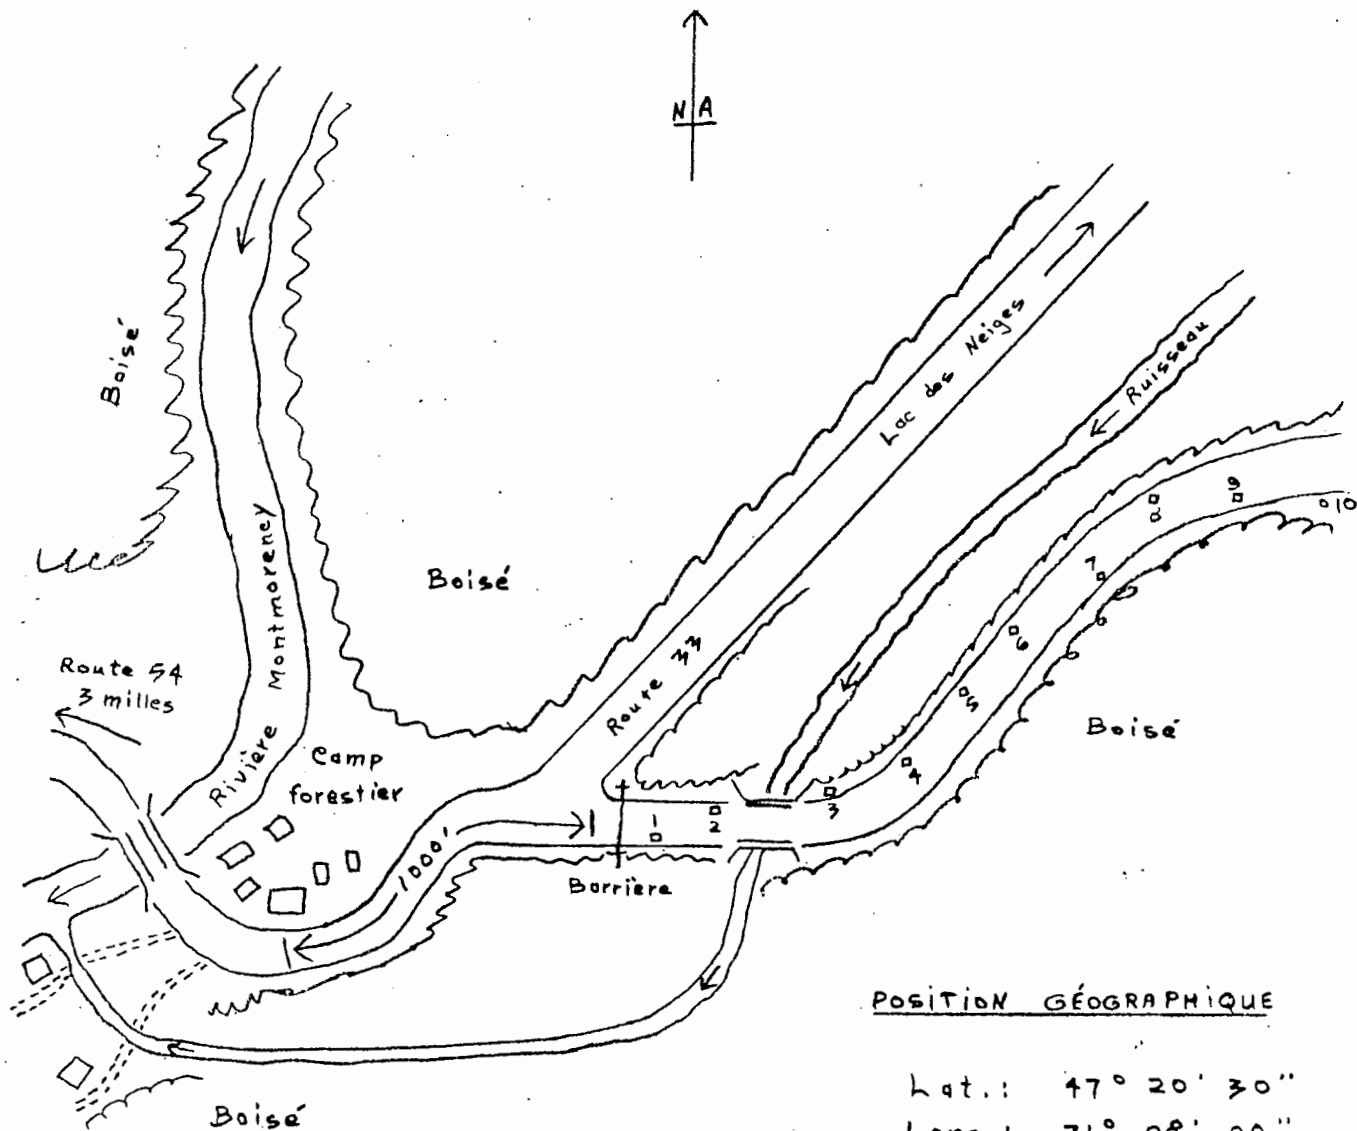 N A
Boisé
Rivière Montmorency
Route 54
3 milles
Camp
forestier
Boisé
Lac des Neiges
Route 33
Ruisseau
1000'
Barrière
1
2
3
4
5
6
7
9
10
Boisé
Boisé
POSITION GÉOGRAPHIQUE
Lat.: 47° 20' 30"